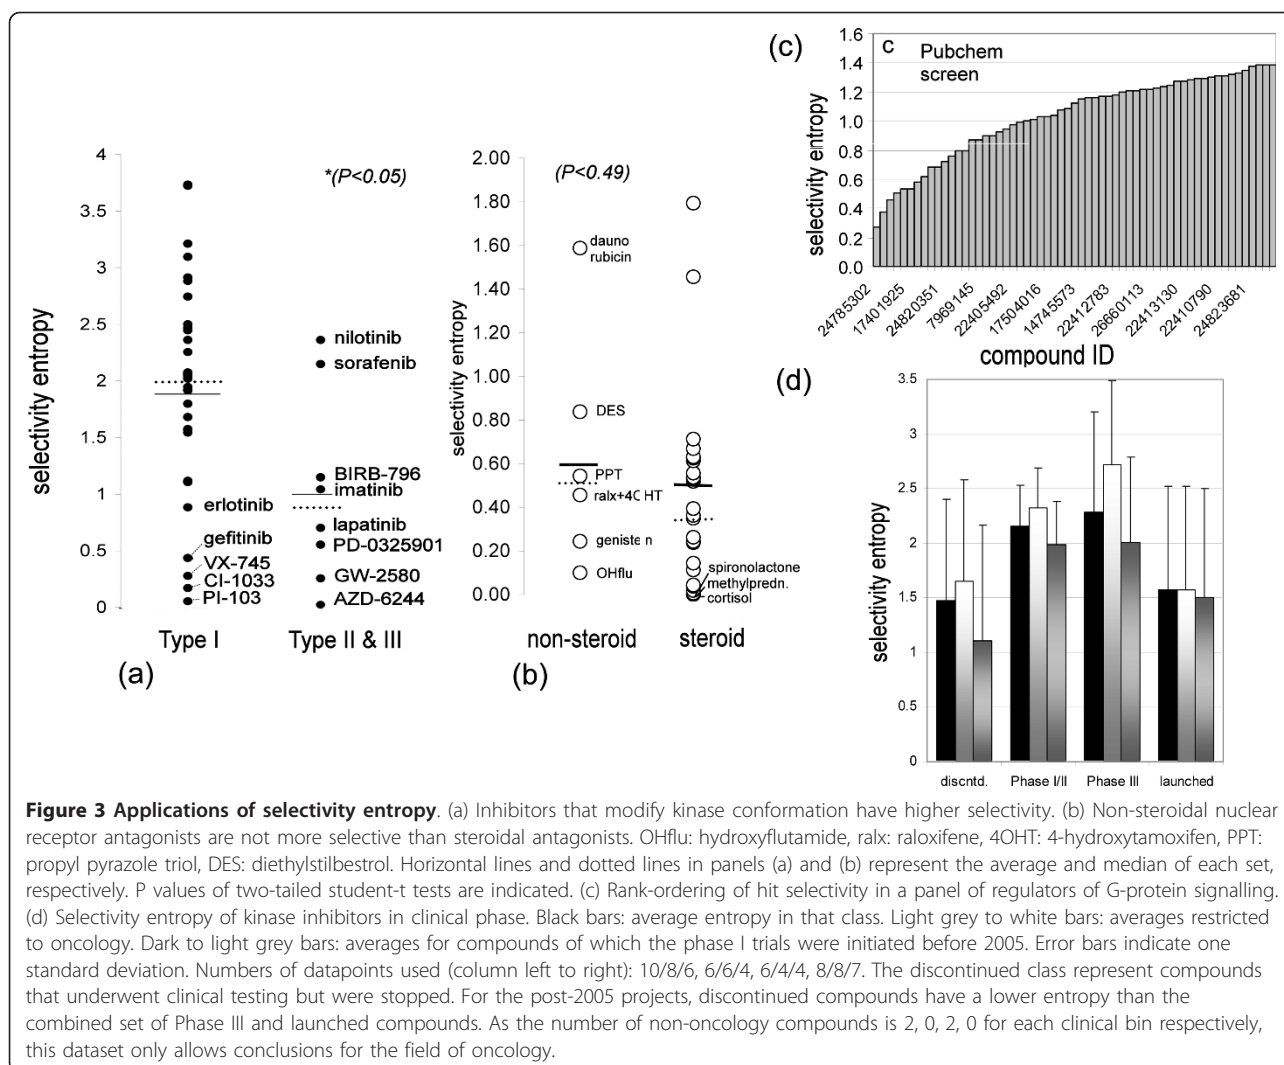 (a)
4
3.5
3
2.5
2
1.5
1
0.5
0
selectivity entropy
*(P<0.05)
nilotinib
sorafenib
BIRB-796
imatinib
lapatinib
PD-0325901
GW-2580
AZD-6244
erlotinib
gefitinib
VX-745
CI-1033
PI-103
Type I
Type II & III
(a)
(b)
2.00
1.80
1.60
1.40
1.20
1.00
0.80
0.60
0.40
0.20
0.00
selectivity entropy
(P<0.49)
dauno
rubicin
DES
PPT
ralx+4OHT
genistein
OHflu
spironolactone
methylpredn.
cortisol
non-steroid
steroid
(b)
(c)
c
Pubchem
screen
1.6
1.4
1.2
1.0
0.8
0.6
0.4
0.2
0.0
selectivity entropy
24785302
17401925
24820351
7969145
22405492
17504016
14745573
22412783
26660113
22413130
22410790
24823681
compound ID
(d)
3.5
3
2.5
2
1.5
1
0.5
0
selectivity entropy
discntd.
Phase I/II
Phase III
launched
Figure 3 Applications of selectivity entropy. (a) Inhibitors that modify kinase conformation have higher selectivity. (b) Non-steroidal nuclear
receptor antagonists are not more selective than steroidal antagonists. OHflu: hydroxyflutamide, ralx: raloxifene, 4OHT: 4-hydroxytamoxifen, PPT:
propyl pyrazole triol, DES: diethylstilbestrol. Horizontal lines and dotted lines in panels (a) and (b) represent the average and median of each set,
respectively. P values of two-tailed student-t tests are indicated. (c) Rank-ordering of hit selectivity in a panel of regulators of G-protein signalling.
(d) Selectivity entropy of kinase inhibitors in clinical phase. Black bars: average entropy in that class. Light grey to white bars: averages restricted
to oncology. Dark to light grey bars: averages for compounds of which the phase I trials were initiated before 2005. Error bars indicate one
standard deviation. Numbers of datapoints used (column left to right): 10/8/6, 6/6/4, 6/4/4, 8/8/7. The discontinued class represent compounds
that underwent clinical testing but were stopped. For the post-2005 projects, discontinued compounds have a lower entropy than the
combined set of Phase III and launched compounds. As the number of non-oncology compounds is 2, 0, 2, 0 for each clinical bin respectively,
this dataset only allows conclusions for the field of oncology.